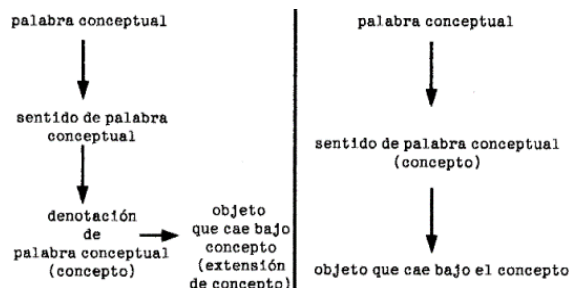 palabra conceptual
sentido de palabra
conceptual
denotación
de
palabra conceptual
(concepto)
objeto
que cae bajo
concepto
(extensión
de concepto)
palabra conceptual
sentido de palabra conceptual
(concepto)
objeto que cae bajo el concepto